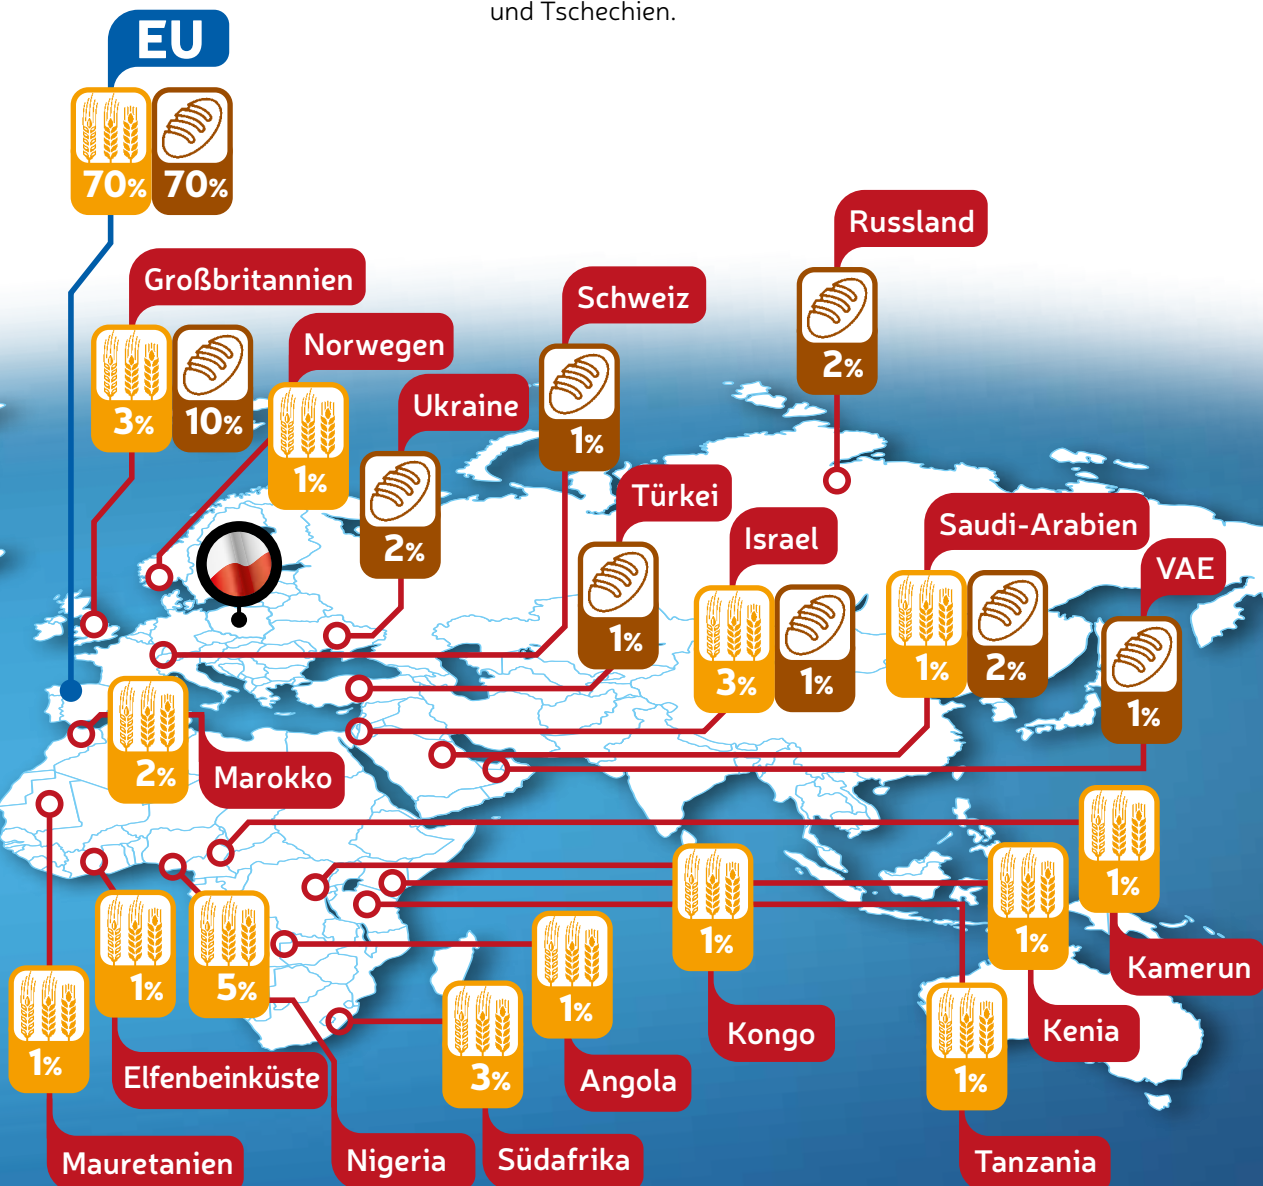 und Tschechien.
EU
70% 70%
Großbritannien
3% 10%
Norwegen
1%
Ukraine
2%
Schweiz
1%
Russland
2%
Türkei
1%
Israel
3% 1%
Saudi-Arabien
1% 2%
VAE
1%
2%
Marokko
1%
Mauretanien
1%
Elfenbeinküste
5%
Nigeria
3%
Südafrika
1%
Angola
1%
Kongo
1%
Tanzania
1%
Kenia
1%
Kamerun